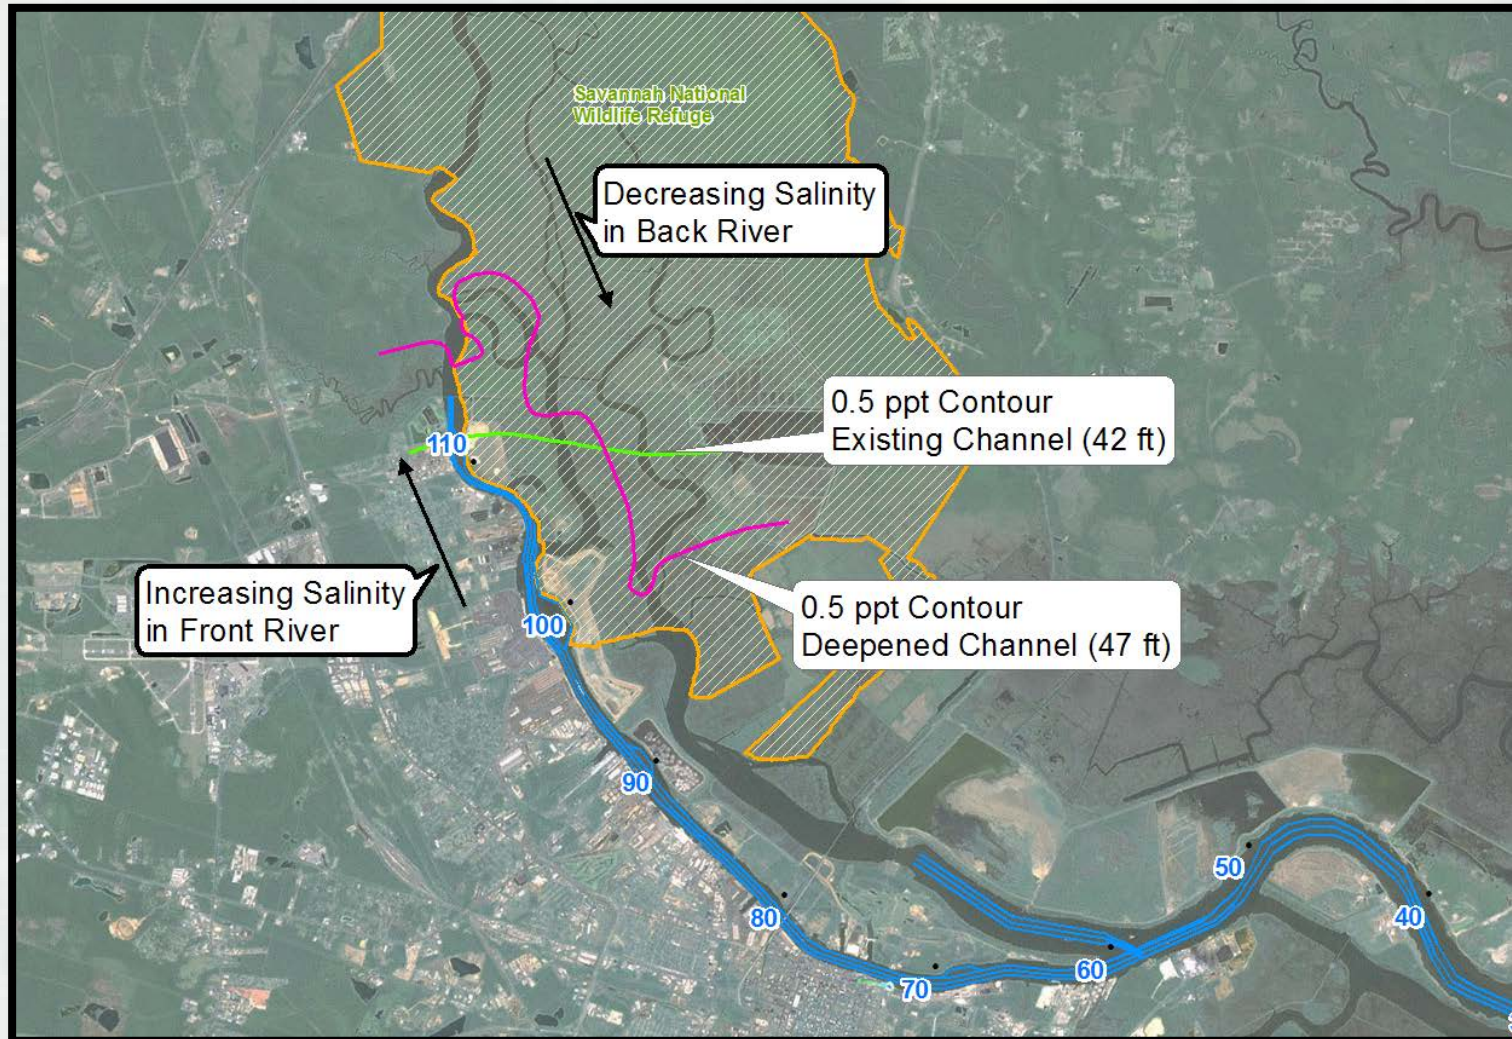 Savannah National
Wildlife Refuge
Decreasing Salinity
in Back River
0.5 ppt Contour
Existing Channel (42 ft)
110
Increasing Salinity
in Front River
100
0.5 ppt Contour
Deepened Channel (47 ft)
90
80
70
60
50
40